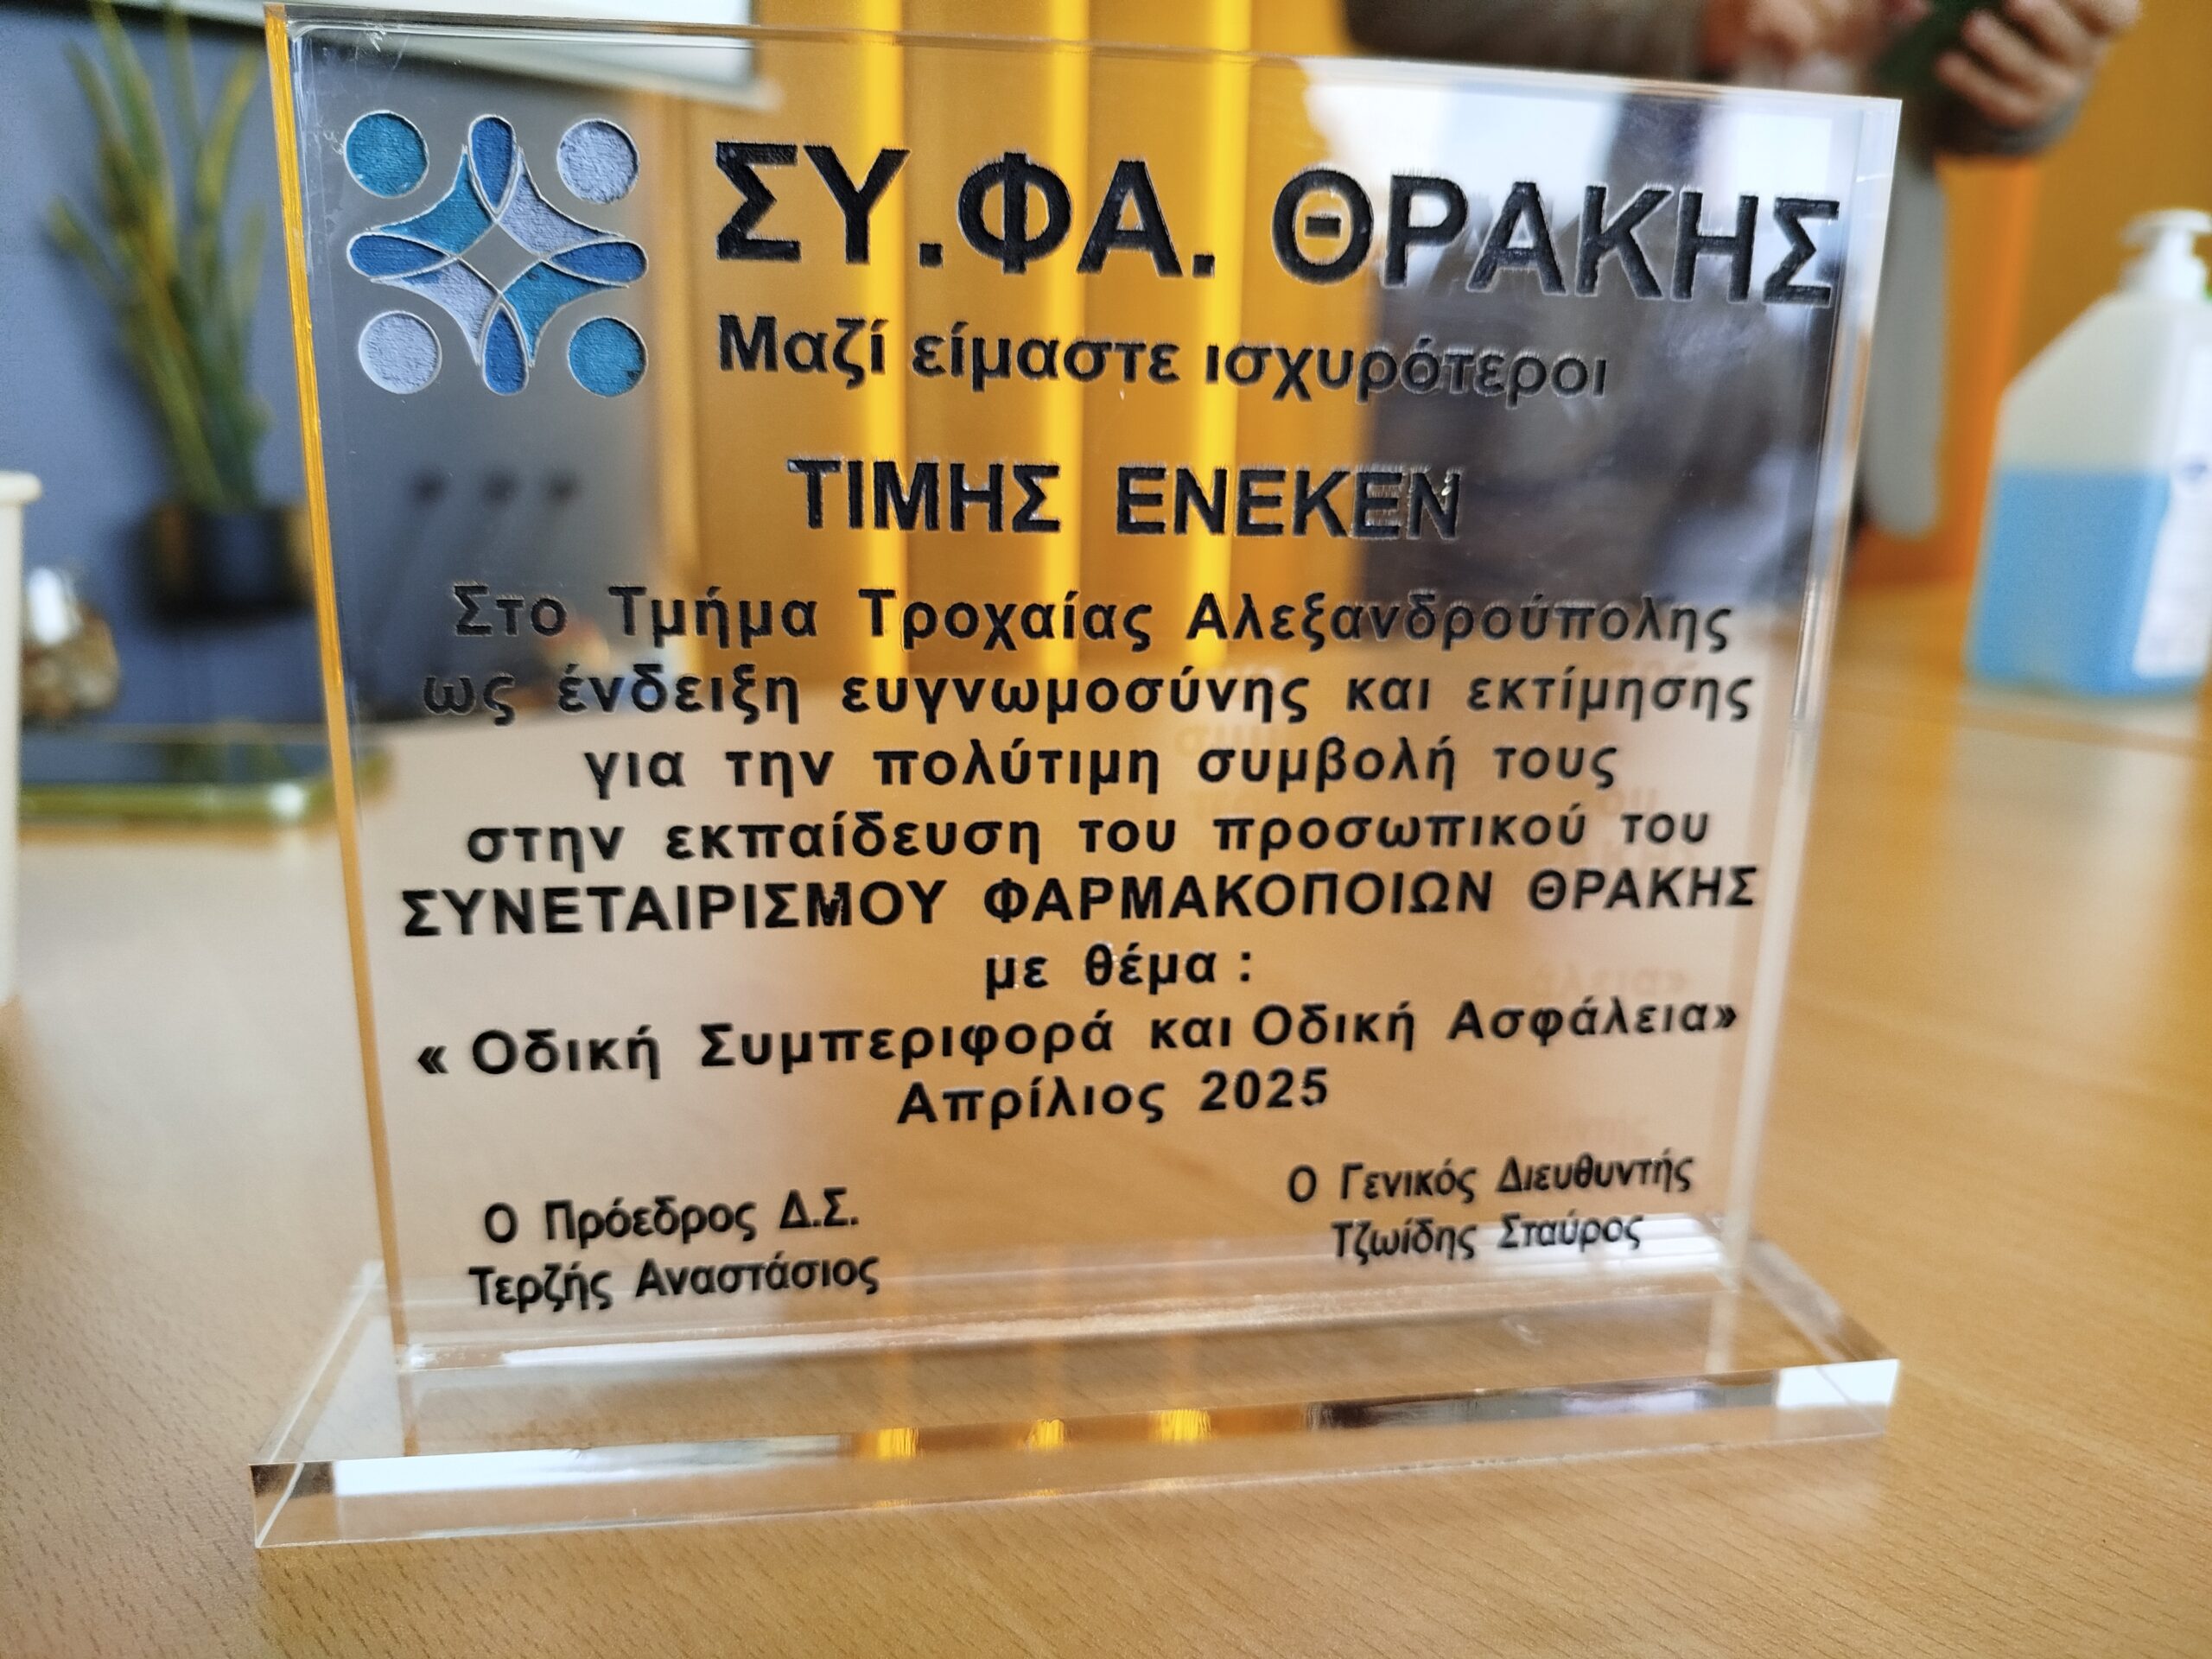 ΣΥ.ΦΑ. ΘΡΑΚΗΣ
Μαζί είμαστε ισχυρότεροι
ΤΙΜΗΣ ΕΝΕΚΕΝ
Στο Τμήμα Τροχαίας Αλεξανδρούπολης
ως ένδειξη ευγνωμοσύνης και εκτίμησης
για την πολύτιμη συμβολή τους
στην εκπαίδευση του προσωπικού του
ΣΥΝΕΤΑΙΡΙΣΜΟΥ ΦΑΡΜΑΚΟΠΟΙΩΝ ΘΡΑΚΗΣ
με θέμα :
« Οδική Συμπεριφορά και Οδική Ασφάλεια»
Απρίλιος 2025
Ο Πρόεδρος Δ.Σ.
Τερζής Αναστάσιος
Ο Γενικός Διευθυντής
Τζωίδης Σταύρος